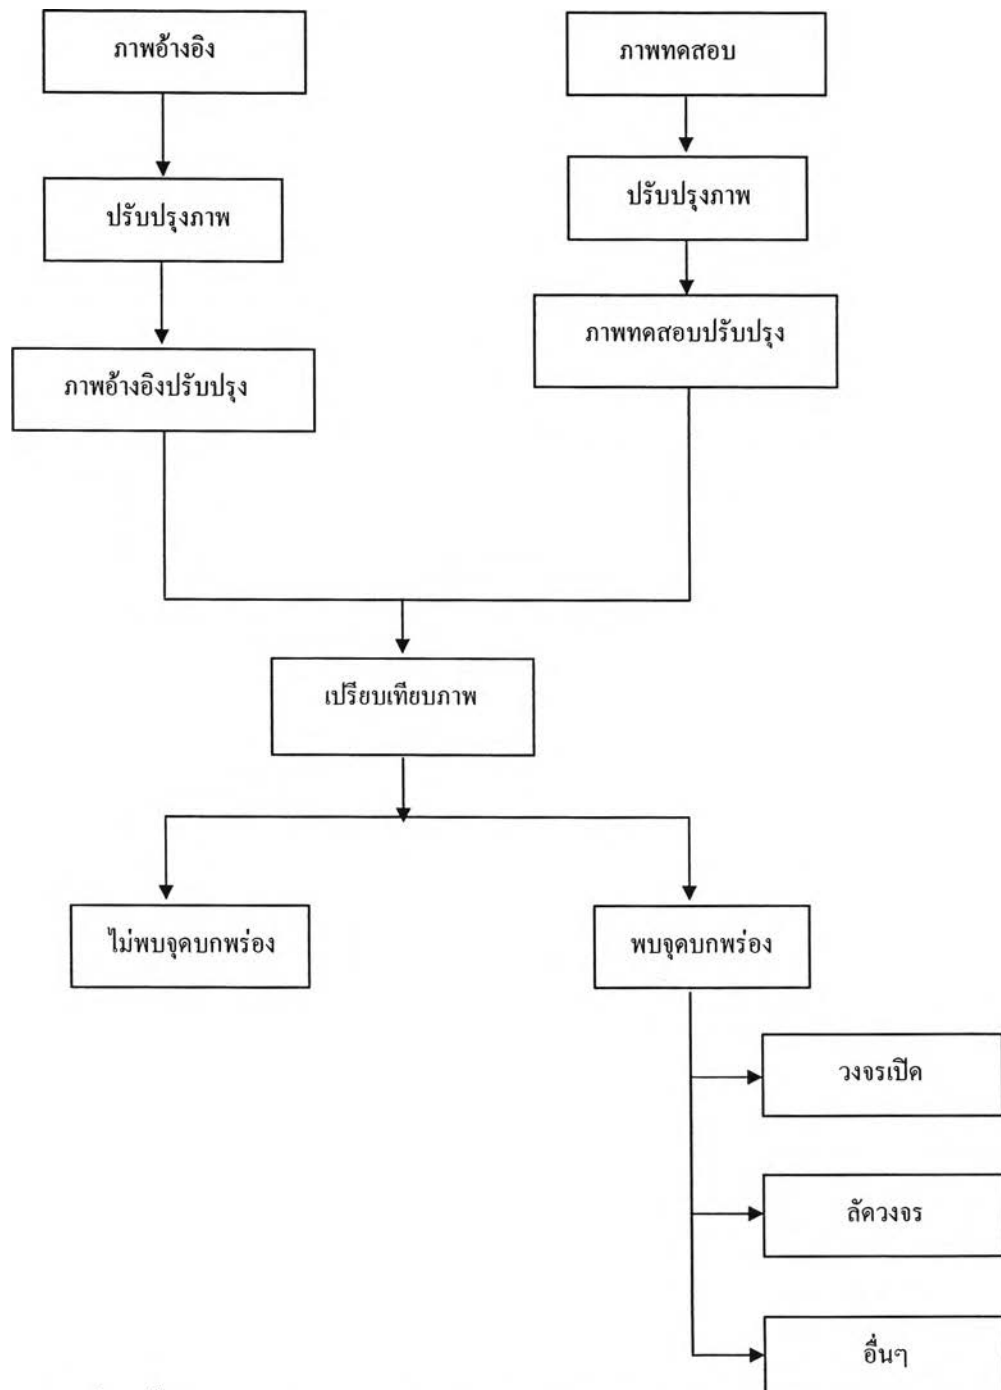 ภาพอ้างอิง
ภาพทดสอบ
ปรับปรุงภาพ
ปรับปรุงภาพ
ภาพทดสอบปรับปรุง
ภาพอ้างอิงปรับปรุง
เปรียบเทียบภาพ
ไม่พบจุดบกพร่อง
พบจุดบกพร่อง
วงจรเปิด
ลัดวงจร
อื่นๆ